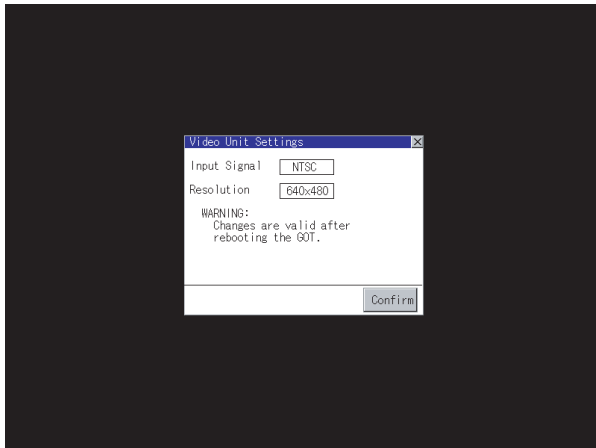 Video Unit Settings
Input Signal NTSC
Resolution 640x480
WARNING:
Changes are valid after
rebooting the GOT.
Confirm